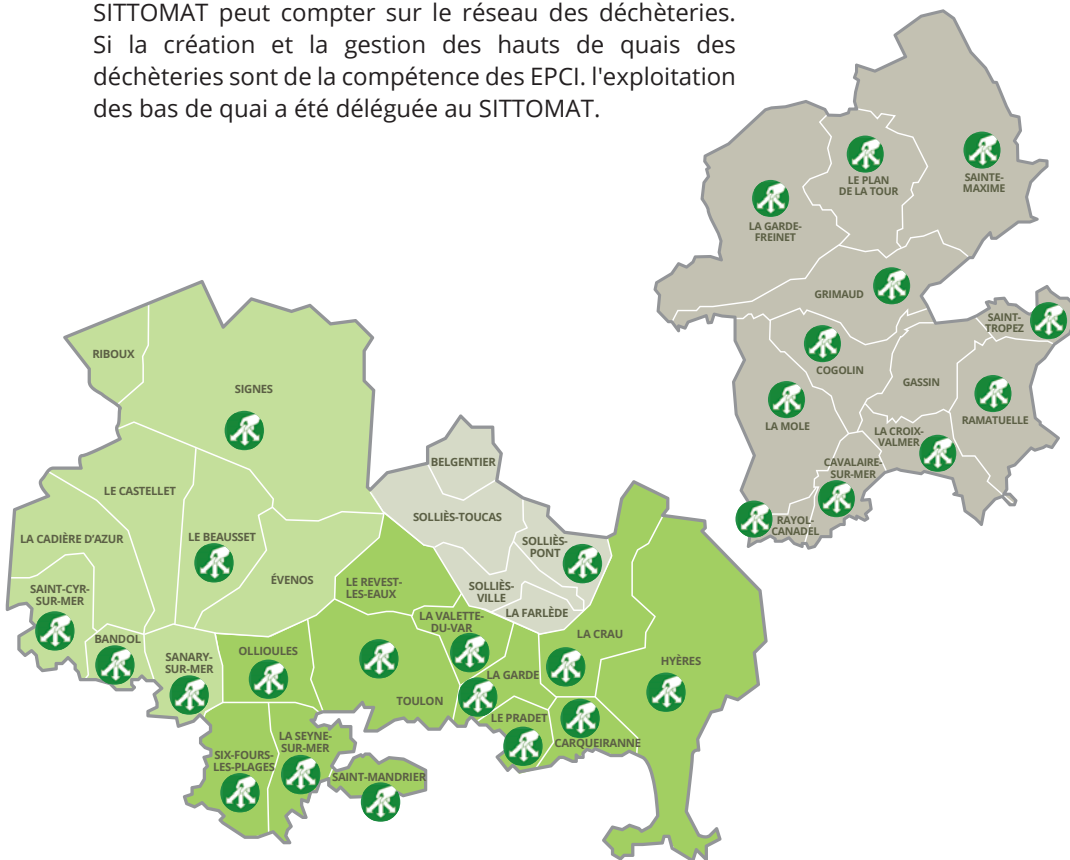 SITTOMAT peut compter sur le réseau des déchèteries.
Si la création et la gestion des hauts de quais des
déchèteries sont de la compétence des EPCI. l'exploitation
des bas de quai a été déléguée au SITTOMAT.
LE PLAN
DE LA TOUR
SAINTE-
MAXIME
LA GARDE-
FREINET
GRIMAUD
SAINT-
TROPEZ
COGOLIN
GASSIN
RAMATUELLE
LA MOLE
LA CROIX-
VALMER
CAVALAIRE-
SUR-MER
RAYOL-
CANADEL
RIBOUX
SIGNES
BELGENTIER
LE CASTELLET
SOLLIÈS-TOUCAS
LA CADIÈRE D'AZUR
LE BEAUSSET
SOLLIÈS-
PONT
ÉVENOS
LE REVEST-
LES-EAUX
SOLLIÈS-
VILLE
SAINT-CYR-
SUR-MER
LA FARLÈDE
LA VALETTE-
DU-VAR
LA CRAU
BANDOL
SANARY-
SUR-MER
OLLIOULES
HYÈRES
LA GARDE
TOULON
LE PRADET
CARQUEIRANNE
LA SEYNE-
SUR-MER
SIX-FOURS-
LES-PLAGES
SAINT-MANDRIER